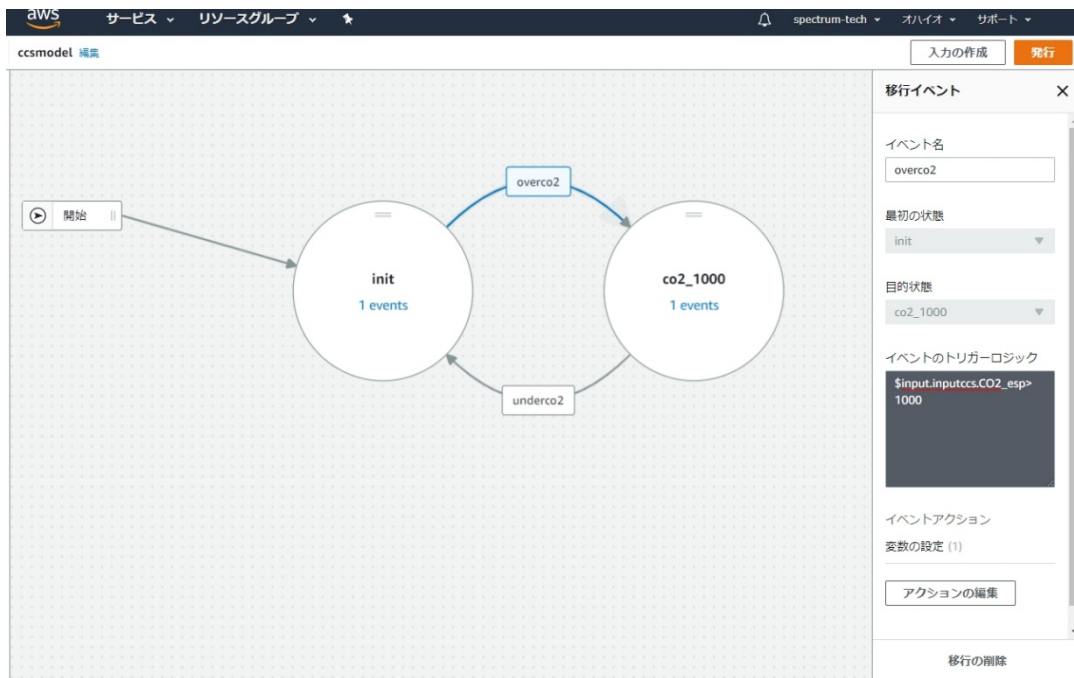 aws サービス リソースグループ spectrum-tech オハイオ サポート
ccsmodel 編集 入力の作成 発行
移行イベント
イベント名
overco2
最初の状態
init
目的状態
co2_1000
イベントのトリガーロジック
$input.inputccs.CO2_esp>
1000
イベントアクション
変数の設定 (1)
アクションの編集
移行の削除
開始
overco2
init
1 events
co2_1000
1 events
underco2